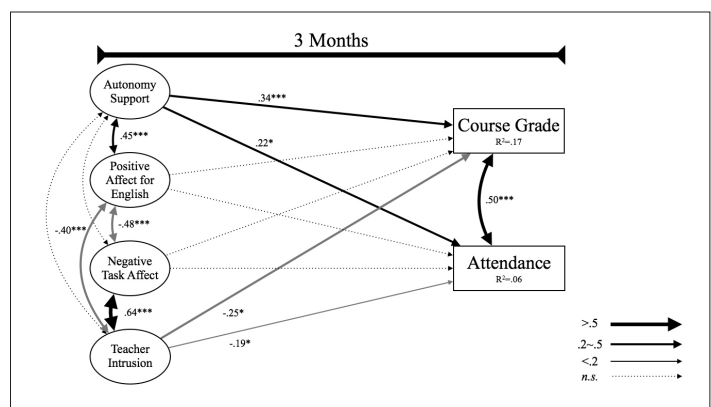 3 Months
Autonomy
Support
.34***
.45***
.22*
Course Grade
R²=.17
Positive
Affect for
English
-.40***
-.48***
.50***
Negative
Task Affect
Attendance
R²=.06
.64***
-.25*
-.19*
Teacher
Intrusion
>.5
.2~.5
<.2
n.s.